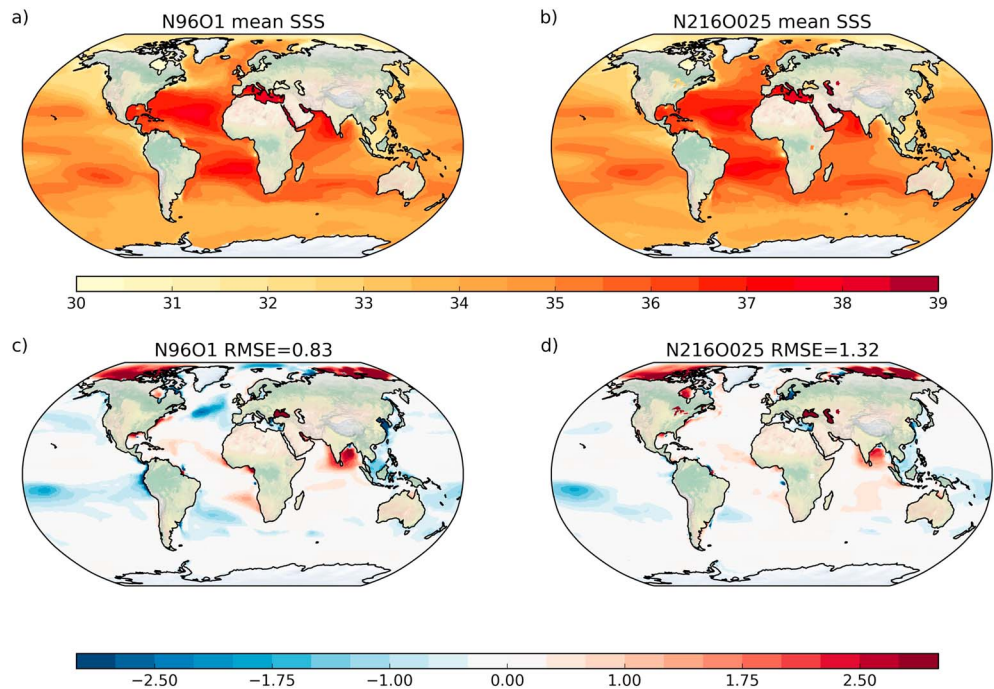 a) N96O1 mean SSS
b) N216O025 mean SSS
30 31 32 33 34 35 36 37 38 39
c) N96O1 RMSE=0.83
d) N216O025 RMSE=1.32
−2.50 −1.75 −1.00 0.00 1.00 1.75 2.50